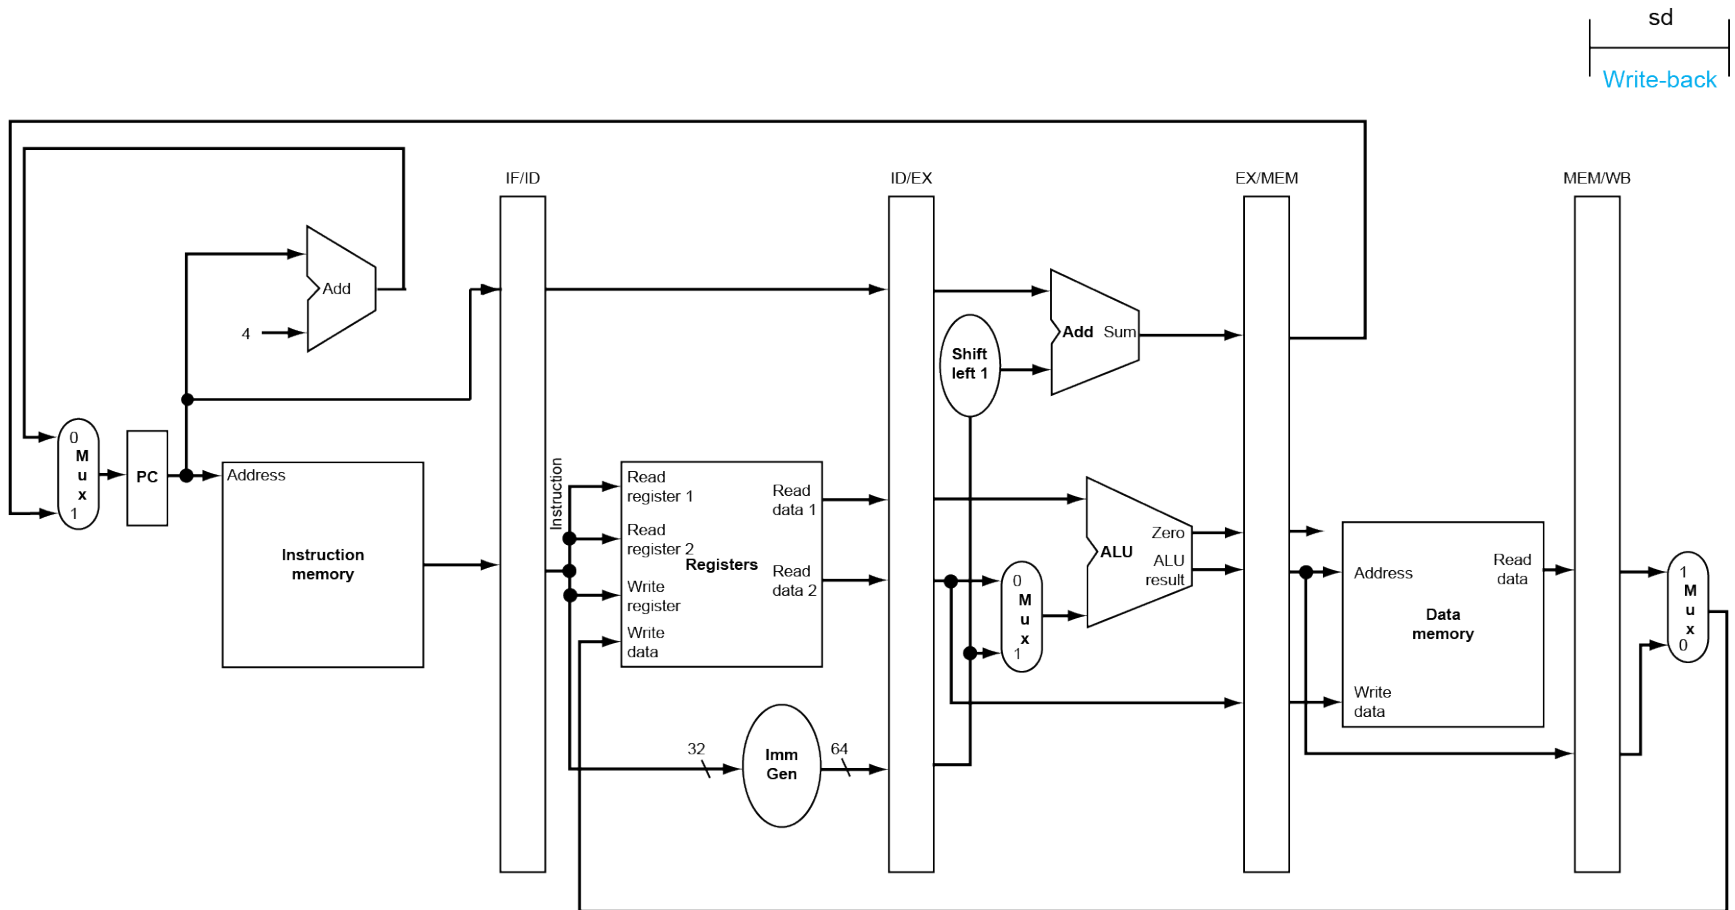 sd
Write-back
IF/ID
ID/EX
EX/MEM
MEM/WB
Add
4
Add Sum
Shift
left 1
0
M
u
x
1
PC
Address
Instruction
memory
Instruction
Read
register 1
Read
register 2
Registers
Write
register
Write
data
Read
data 1
Read
data 2
0
M
u
x
1
ALU
Zero
ALU
result
Address
Read
data
Data
memory
Write
data
1
M
u
x
0
32
Imm
Gen
64